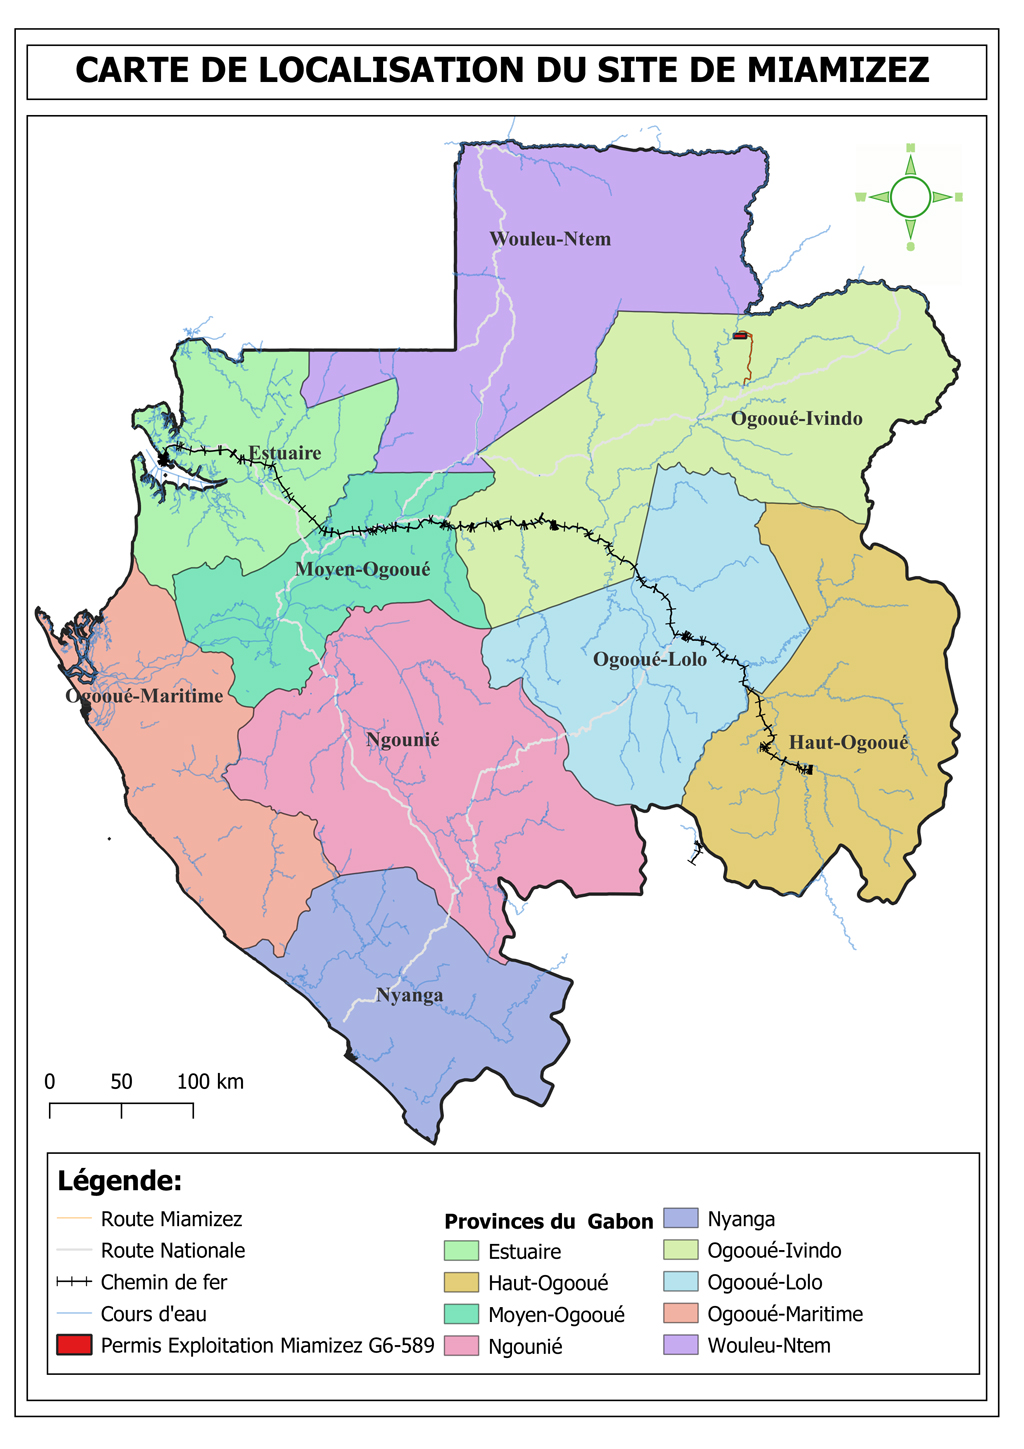 CARTE DE LOCALISATION DU SITE DE MIAMIZEZ
N
W
E
S
Wouleu-Ntem
Ogooué-Ivindo
Estuaire
Moyen-Ogooué
Ogooué-Lolo
Ogooué-Maritime
Ngounié
Haut-Ogooué
Nyanga
0 50 100 km
Légende:
Route Miamizez
Route Nationale
Chemin de fer
Cours d'eau
Permis Exploitation Miamizez G6-589
Provinces du Gabon
Estuaire
Haut-Ogooué
Moyen-Ogooué
Ngounié
Nyanga
Ogooué-Ivindo
Ogooué-Lolo
Ogooué-Maritime
Wouleu-Ntem